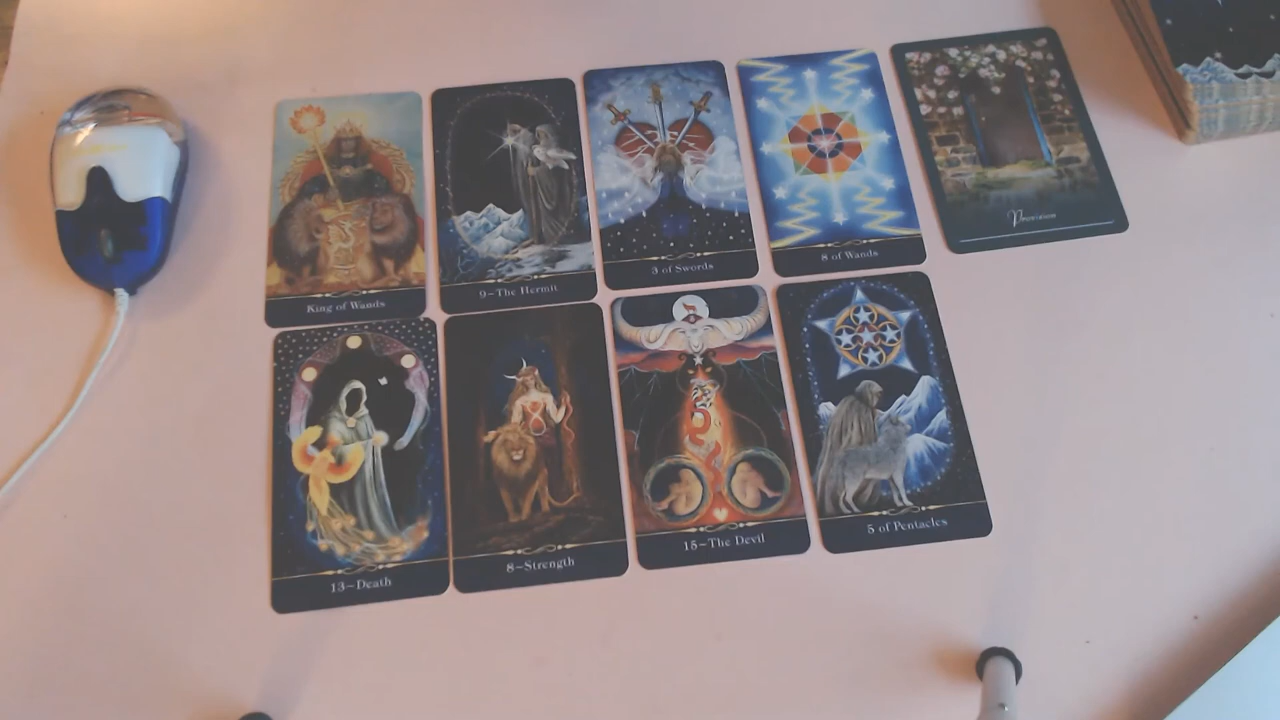 King of Wands
9–The Hermit
3 of Swords
8 of Wands
Provision
13–Death
8–Strength
15–The Devil
5 of Pentacles